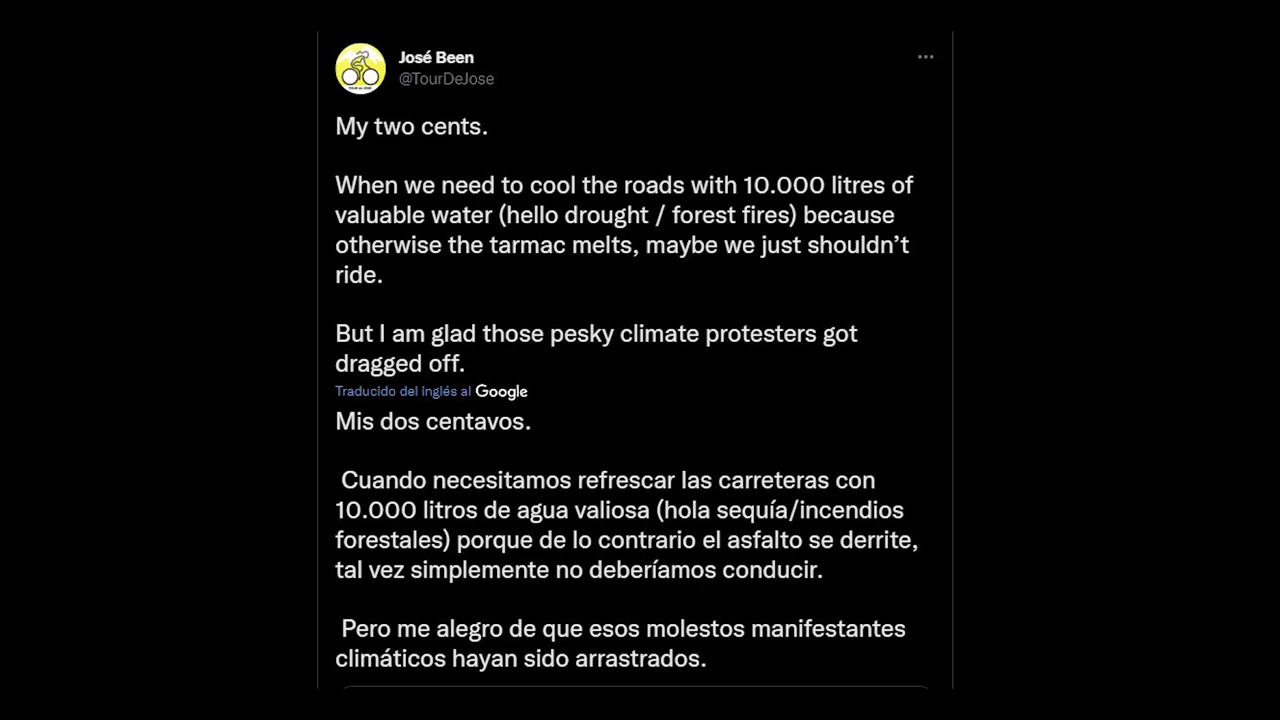 José Been
@TourDeJose
My two cents.
When we need to cool the roads with 10.000 litres of
valuable water (hello drought / forest fires) because
otherwise the tarmac melts, maybe we just shouldn’t
ride.
But I am glad those pesky climate protesters got
dragged off.
Traducido del Inglés al Google
Mis dos centavos.
Cuando necesitamos refrescar las carreteras con
10.000 litros de agua valiosa (hola sequía/incendios
forestales) porque de lo contrario el asfalto se derrite,
tal vez simplemente no deberíamos conducir.
Pero me alegro de que esos molestos manifestantes
climáticos hayan sido arrastrados.